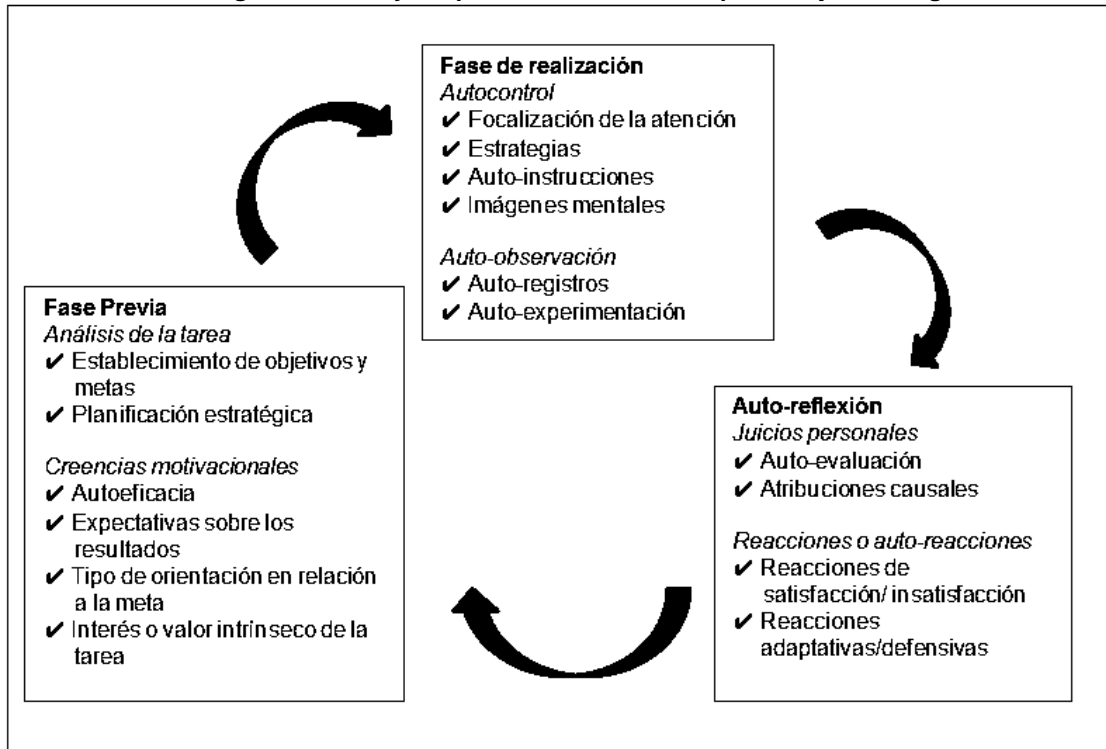 Fase de realización
Autocontrol
✔ Focalización de la atención
✔ Estrategias
✔ Auto-instrucciones
✔ Imágenes mentales
Auto-observación
✔ Auto-registros
✔ Auto-experimentación
Fase Previa
Análisis de la tarea
✔ Establecimiento de objetivos y
metas
✔ Planificación estratégica
Creencias motivacionales
✔ Autoeficacia
✔ Expectativas sobre los
resultados
✔ Tipo de orientación en relación
a la meta
✔ Interés o valor intrínseco de la
tarea
Auto-reflexión
Juicios personales
✔ Auto-evaluación
✔ Atribuciones causales
Reacciones o auto-reacciones
✔ Reacciones de
satisfacción/ insatisfacción
✔ Reacciones
adaptativas/defensivas